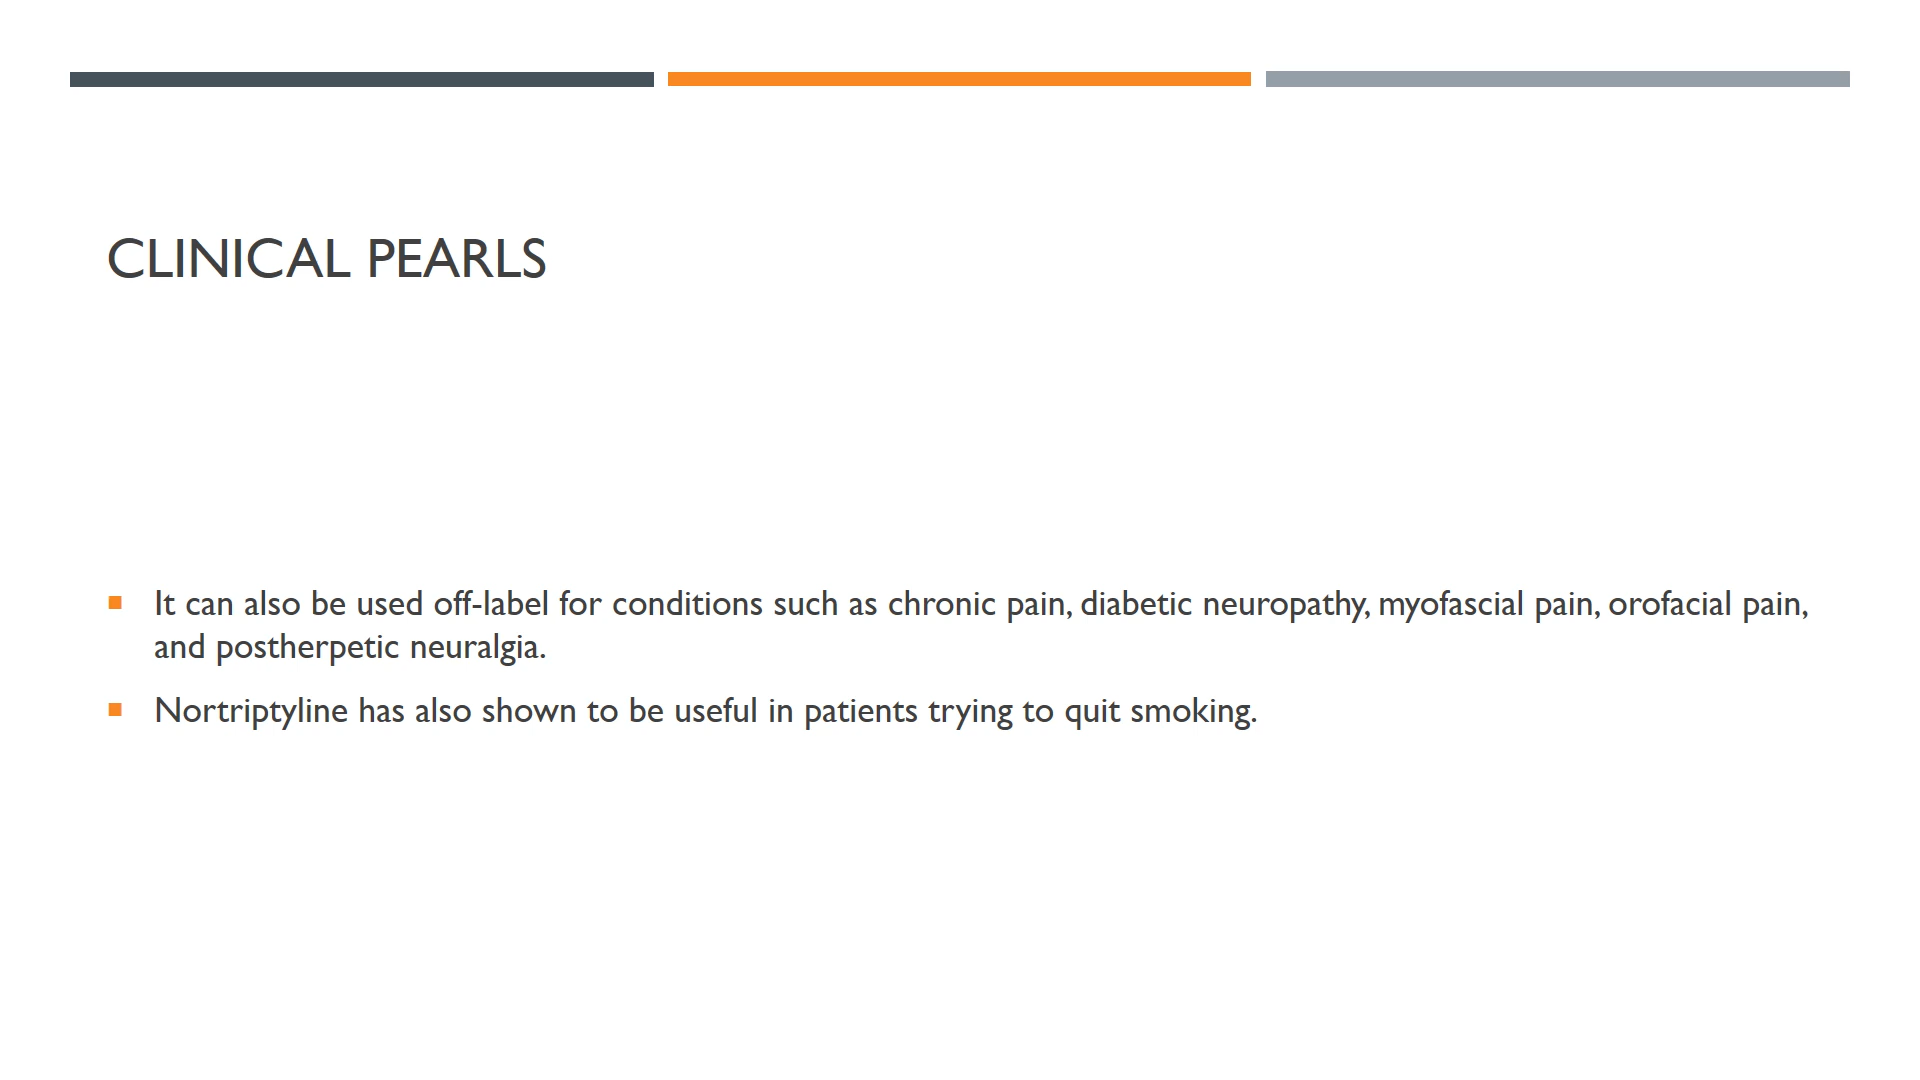 CLINICAL PEARLS
It can also be used off-label for conditions such as chronic pain, diabetic neuropathy, myofascial pain, orofacial pain,
and postherpetic neuralgia.
Nortriptyline has also shown to be useful in patients trying to quit smoking.